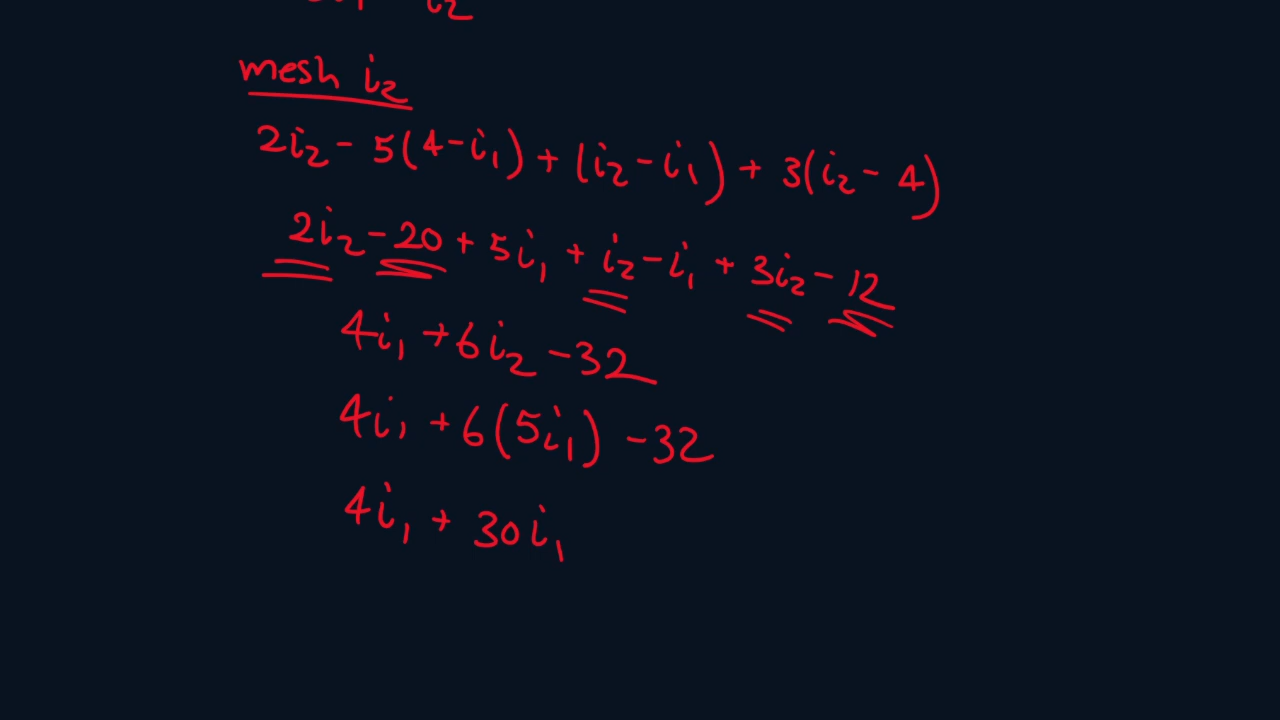 i₂
mesh i₂
2i₂ - 5(4-i₁) + (i₂-i₁) + 3(i₂-4)
2i₂ - 20 + 5i₁ + i₂ - i₁ + 3i₂ - 12
4i₁ + 6i₂ - 32
4i₁ + 6(5i₁) - 32
4i₁ + 30i₁